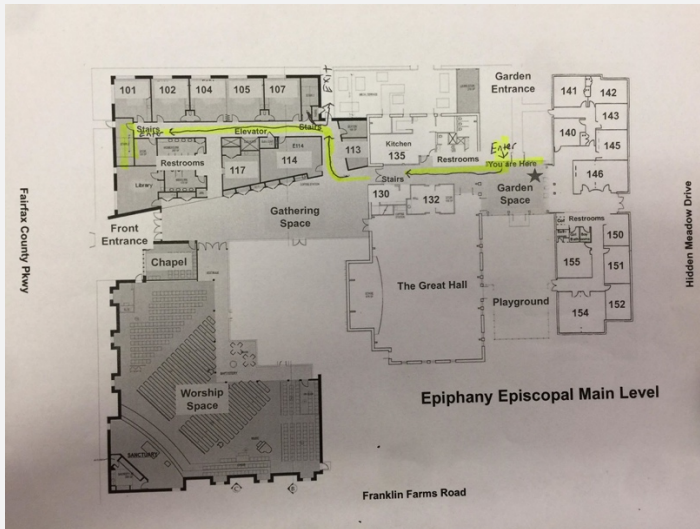 Garden
Entrance
Exit
101
102
104
105
107
141
142
143
140
145
Enter
Stairs
Exit
Elevator
Stairs
113
Kitchen
135
Restrooms
You are Here
146
Restrooms
117
E114
114
Stairs
130
132
Garden
Space
Library
Gathering
Space
Front
Entrance
Restrooms
150
155
151
152
154
Chapel
The Great Hall
Playground
Worship
Space
SANCTUARY
Epiphany Episcopal Main Level
Franklin Farms Road
Fairfax County Pkwy
Hidden Meadow Drive